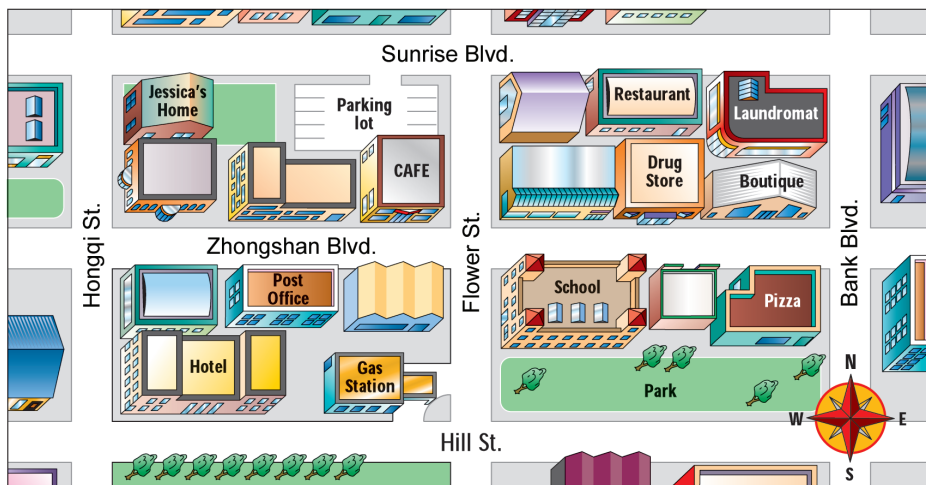 Sunrise Blvd.
Jessica's
Home
Parking
lot
CAFE
Restaurant
Laundromat
Drug
Store
Boutique
Hongqi St.
Zhongshan Blvd.
Flower St.
Bank Blvd.
Post
Office
School
Pizza
Hotel
Gas
Station
Park
N
W
E
S
Hill St.